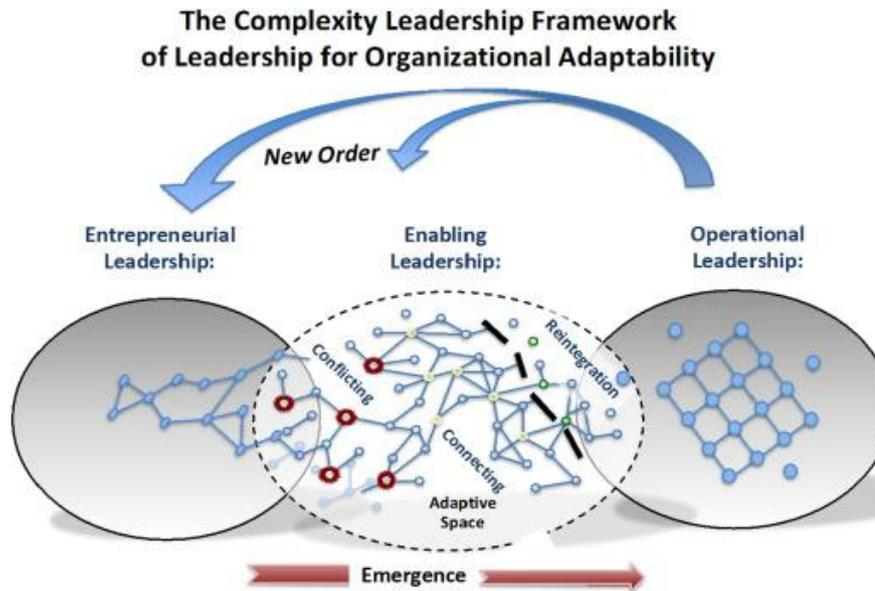 The Complexity Leadership Framework
of Leadership for Organizational Adaptability
New Order
Entrepreneurial
Leadership:
Enabling
Leadership:
Operational
Leadership:
Conflicting
Reintegration
Connecting
Adaptive
Space
Emergence